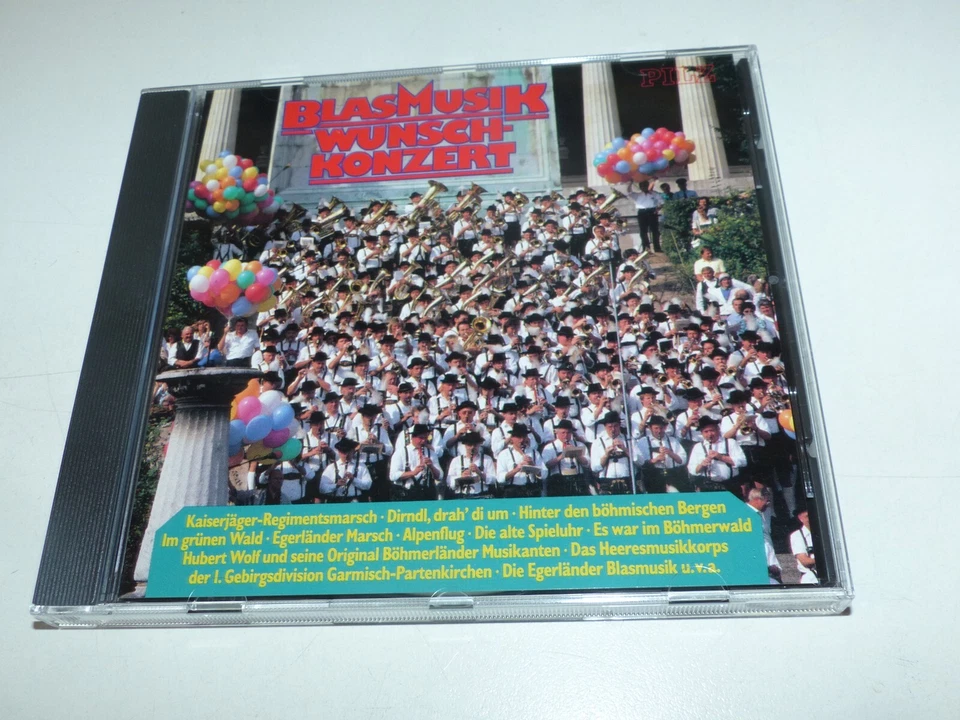 PILZ
BLASMUSIK
WUNSCH-
KONZERT
Kaiserjäger-Regimentsmarsch · Dirndl, drah' di um · Hinter den böhmischen Bergen
Im grünen Wald · Egerländer Marsch · Alpenflug · Die alte Spieluhr · Es war im Böhmerwald
Hubert Wolf und seine Original Böhmerländer Musikanten · Das Heeresmusikkorps
der 1. Gebirgsdivision Garmisch-Partenkirchen · Die Egerländer Blasmusik u.v.a.